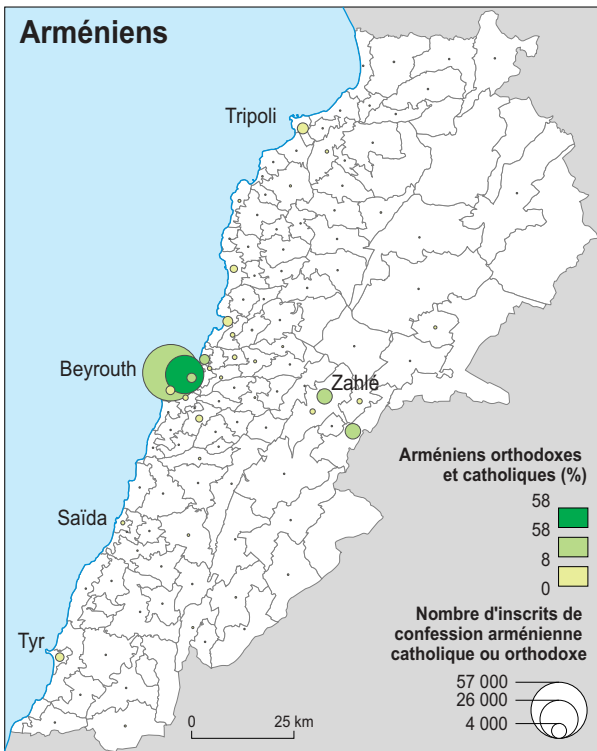 Arméniens
Tripoli
Beyrouth
Zahlé
Saïda
Tyr
Arméniens orthodoxes
et catholiques (%)
58
58
8
0
Nombre d'inscrits de
confession arménienne
catholique ou orthodoxe
57 000
26 000
4 000
0 25 km